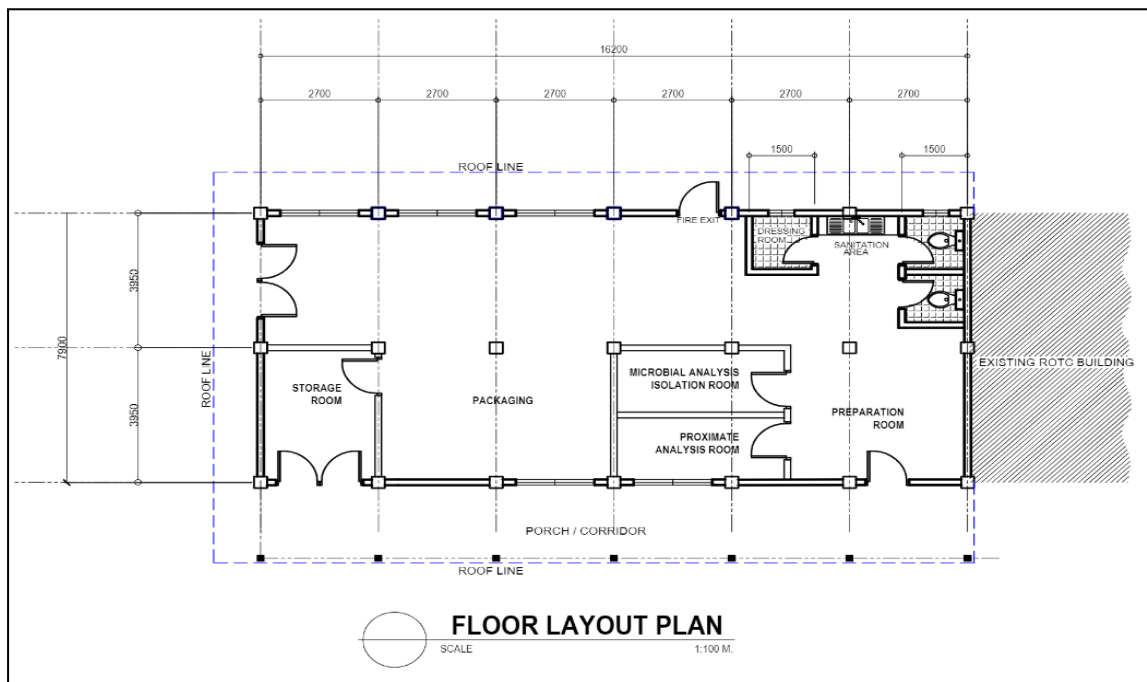 16200
2700
2700
2700
2700
2700
2700
1500
1500
ROOF LINE
FIRE EXIT
DRESSING
ROOM
SANITATION
AREA
3950
7900
3950
ROOF LINE
EXISTING ROTC BUILDING
MICROBIAL ANALYSIS
ISOLATION ROOM
STORAGE
ROOM
PACKAGING
PREPARATION
ROOM
PROXIMATE
ANALYSIS ROOM
PORCH / CORRIDOR
ROOF LINE
FLOOR LAYOUT PLAN
SCALE
1:100 M.